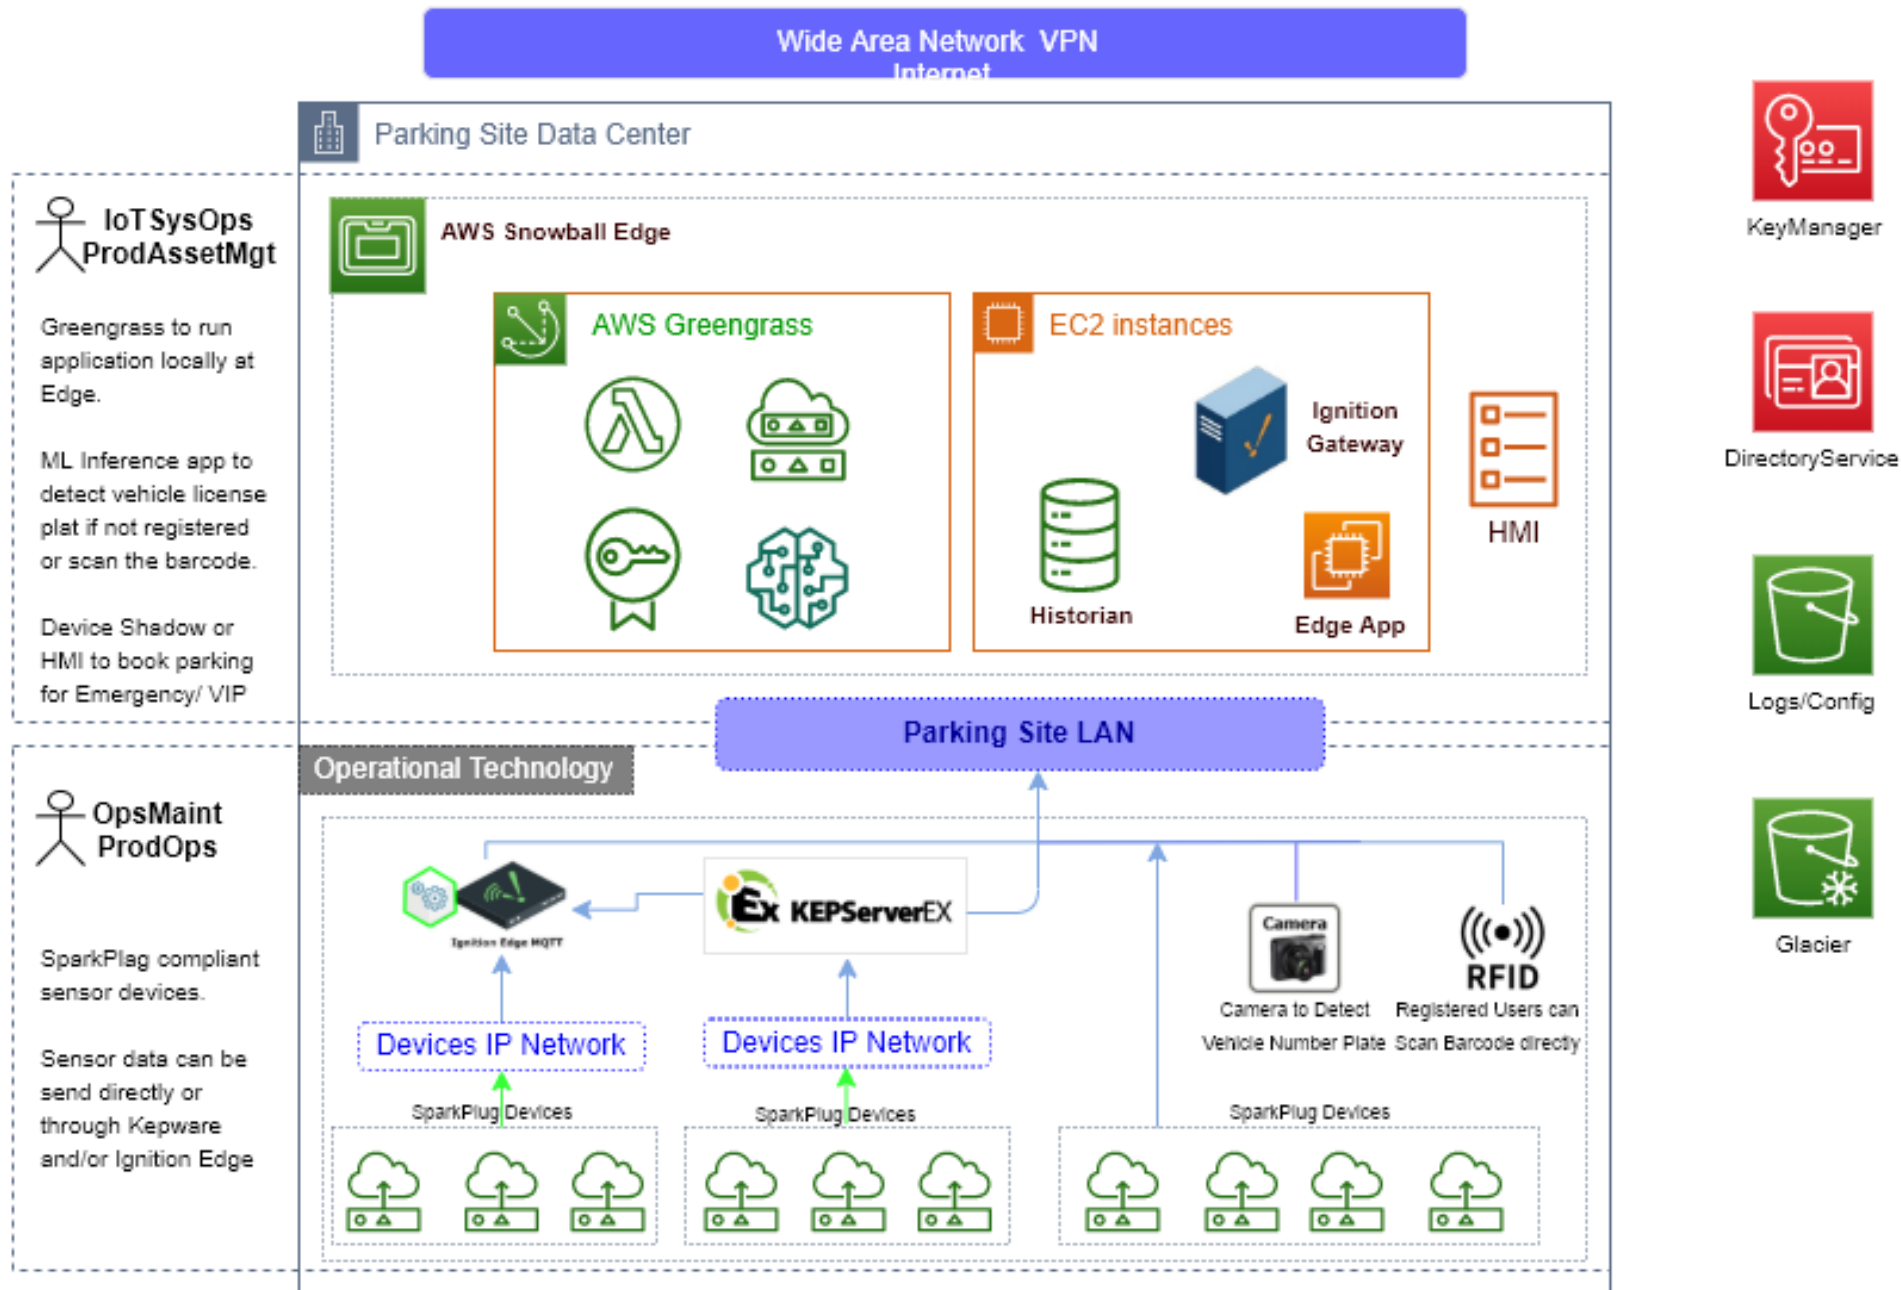 Wide Area Network VPN
Internet
Parking Site Data Center
IoTSysOps
ProdAssetMgt
Greengrass to run
application locally at
Edge.
ML Inference app to
detect vehicle license
plat if not registered
or scan the barcode.
Device Shadow or
HMI to book parking
for Emergency/ VIP
AWS Snowball Edge
AWS Greengrass
EC2 instances
Ignition
Gateway
Historian
Edge App
HMI
KeyManager
DirectoryService
Logs/Config
Glacier
Parking Site LAN
Operational Technology
OpsMaint
ProdOps
SparkPlag compliant
sensor devices.
Sensor data can be
send directly or
through Kepware
and/or Ignition Edge
Ignition Edge MQTT
Ex KEPServerEX
Camera
Camera to Detect
Vehicle Number Plate
RFID
Registered Users can
Scan Barcode directly
Devices IP Network
Devices IP Network
SparkPlug Devices
SparkPlug Devices
SparkPlug Devices